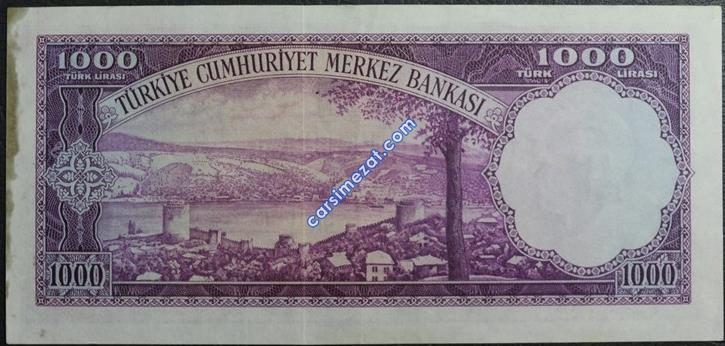 1000
TÜRK LİRASI
1000
TÜRK LİRASI
TÜRKİYE CUMHURİYET MERKEZ BANKASI
carsimezat.com
1000
1000